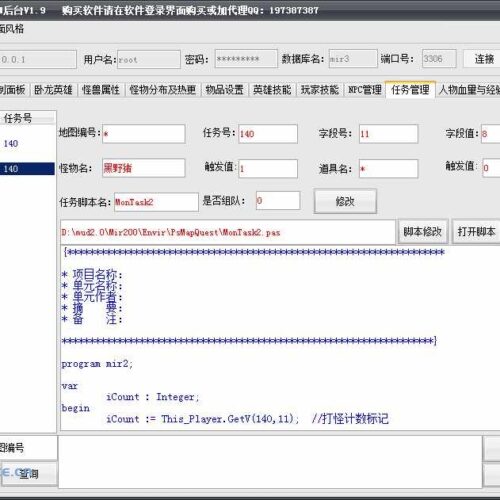 后台V1.9 购买软件请在软件登录界面购买或加代理QQ：197387387
面风格
0.0.1 用户名： root 密码： ********* 数据库名： mir3 端口号： 3306 连接
制面板 卧龙英雄 怪兽属性 怪物分布及热更 物品设置 英雄技能 玩家技能 NPC管理 任务管理 人物血量与经验
任务号
140
140
地图编号： * 任务号： 140 字段号： 11 字段值： 8
怪物名： 黑野猪 触发值： 1 道具名： * 触发值： 0
任务脚本名： MonTask2 是否组队： 0 修改
D:\mud2.0\Mir200\Envir\PsMapQuest\MonTask2.pas 脚本修改 打开脚本
* 项目名称：
* 单元名称：
* 单元作者：
* 摘 要：
* 备 注：
program mir2;
var
iCount : Integer;
begin
iCount := This_Player.GetV(140,11); //打怪计数标记
图编号
查询